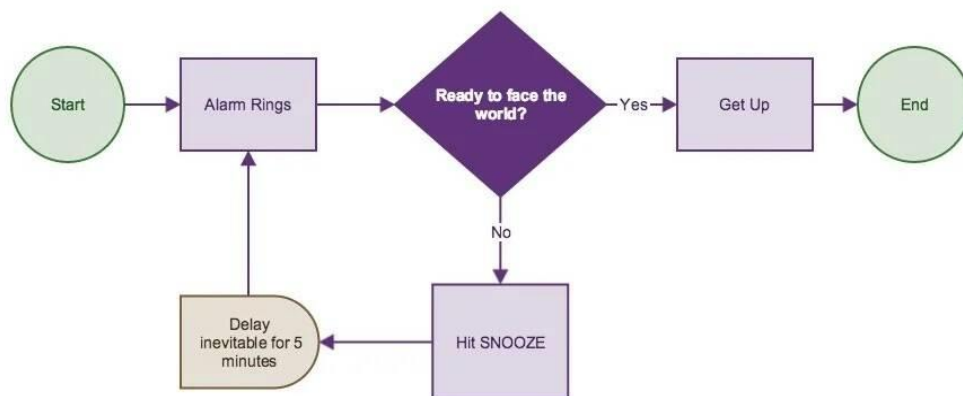 Start
Alarm Rings
Ready to face the
world?
Yes
Get Up
End
No
Delay
inevitable for 5
minutes
Hit SNOOZE